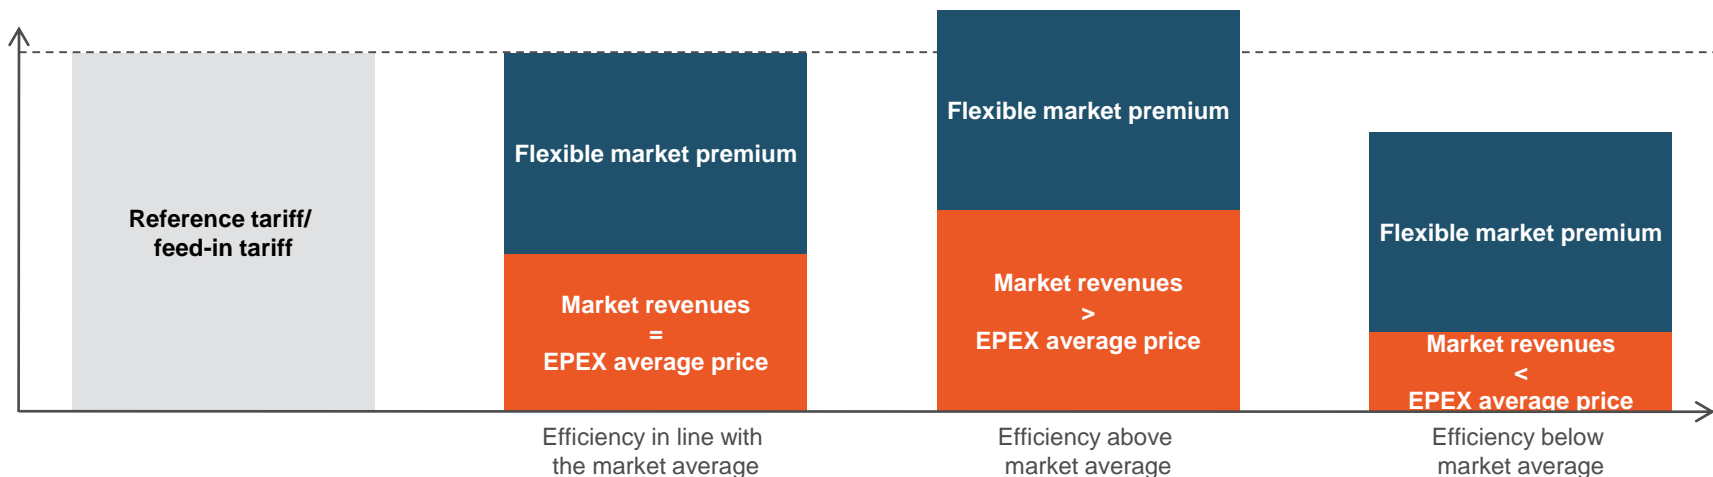 Reference tariff/
feed-in tariff
Flexible market premium
Market revenues
=
EPEX average price
Efficiency in line with
the market average
Flexible market premium
Market revenues
>
EPEX average price
Efficiency above
market average
Flexible market premium
Market revenues
<
EPEX average price
Efficiency below
market average